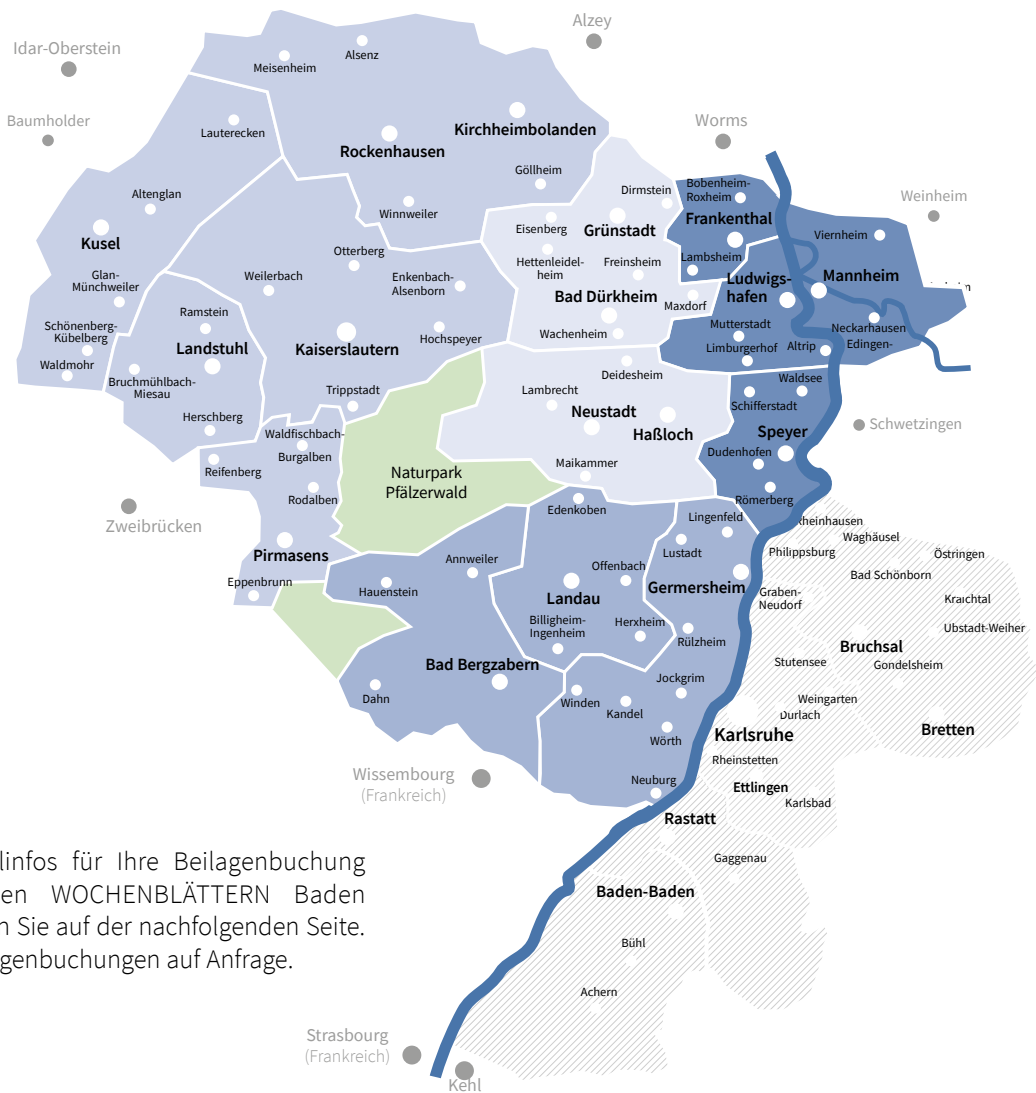 Alzey
Idar-Oberstein
Alsenz
Meisenheim
Baumholder
Worms
Kirchheimbolanden
Lauterecken
Rockenhausen
Göllheim
Dirmstein
Bobenheim-
Roxheim
Weinheim
Altenglan
Winnweiler
Frankenthal
Eisenberg
Grünstadt
Viernheim
Kusel
Otterberg
Hettenleidel-
heim
Freinsheim
Lambsheim
Glan-
Münchweiler
Weilerbach
Enkenbach-
Alsenborn
Ludwigs-
hafen
Mannheim
Bad Dürkheim
Maxdorf
Ramstein
Schönenberg-
Kübelberg
Mutterstadt
Neckarhausen
Edingen-
Wachenheim
Hochspeyer
Landstuhl
Kaiserslautern
Limburgerhof
Altrip
Waldmohr
Deidesheim
Waldsee
Bruchmühlbach-
Miesau
Trippstadt
Lambrecht
Schifferstadt
Herschberg
Neustadt
Haßloch
Speyer
Schwetzingen
Waldfischbach-
Burgalben
Dudenhofen
Reifenberg
Maikammer
Naturpark
Pfälzerwald
Rodalben
Römerberg
Edenkoben
Zweibrücken
Lingenfeld
Rheinhausen
Waghäusel
Lustadt
Philippsburg
Östringen
Pirmasens
Annweiler
Offenbach
Bad Schönborn
Eppenbrunn
Hauenstein
Landau
Germersheim
Graben-
Neudorf
Kraichtal
Billigheim-
Ingenheim
Herxheim
Ubstadt-Weiher
Rülzheim
Bruchsal
Bad Bergzabern
Stutensee
Gondelsheim
Jockgrim
Dahn
Winden
Kandel
Weingarten
Durlach
Wörth
Karlsruhe
Bretten
Rheinstetten
Wissembourg
(Frankreich)
Neuburg
Ettlingen
Karlsbad
Rastatt
linfos für Ihre Beilagenbuchung
en WOCHENBLÄTTERN Baden
n Sie auf der nachfolgenden Seite.
genbuchungen auf Anfrage.
Gaggenau
Baden-Baden
Bühl
Achern
Strasbourg
(Frankreich)
Kehl